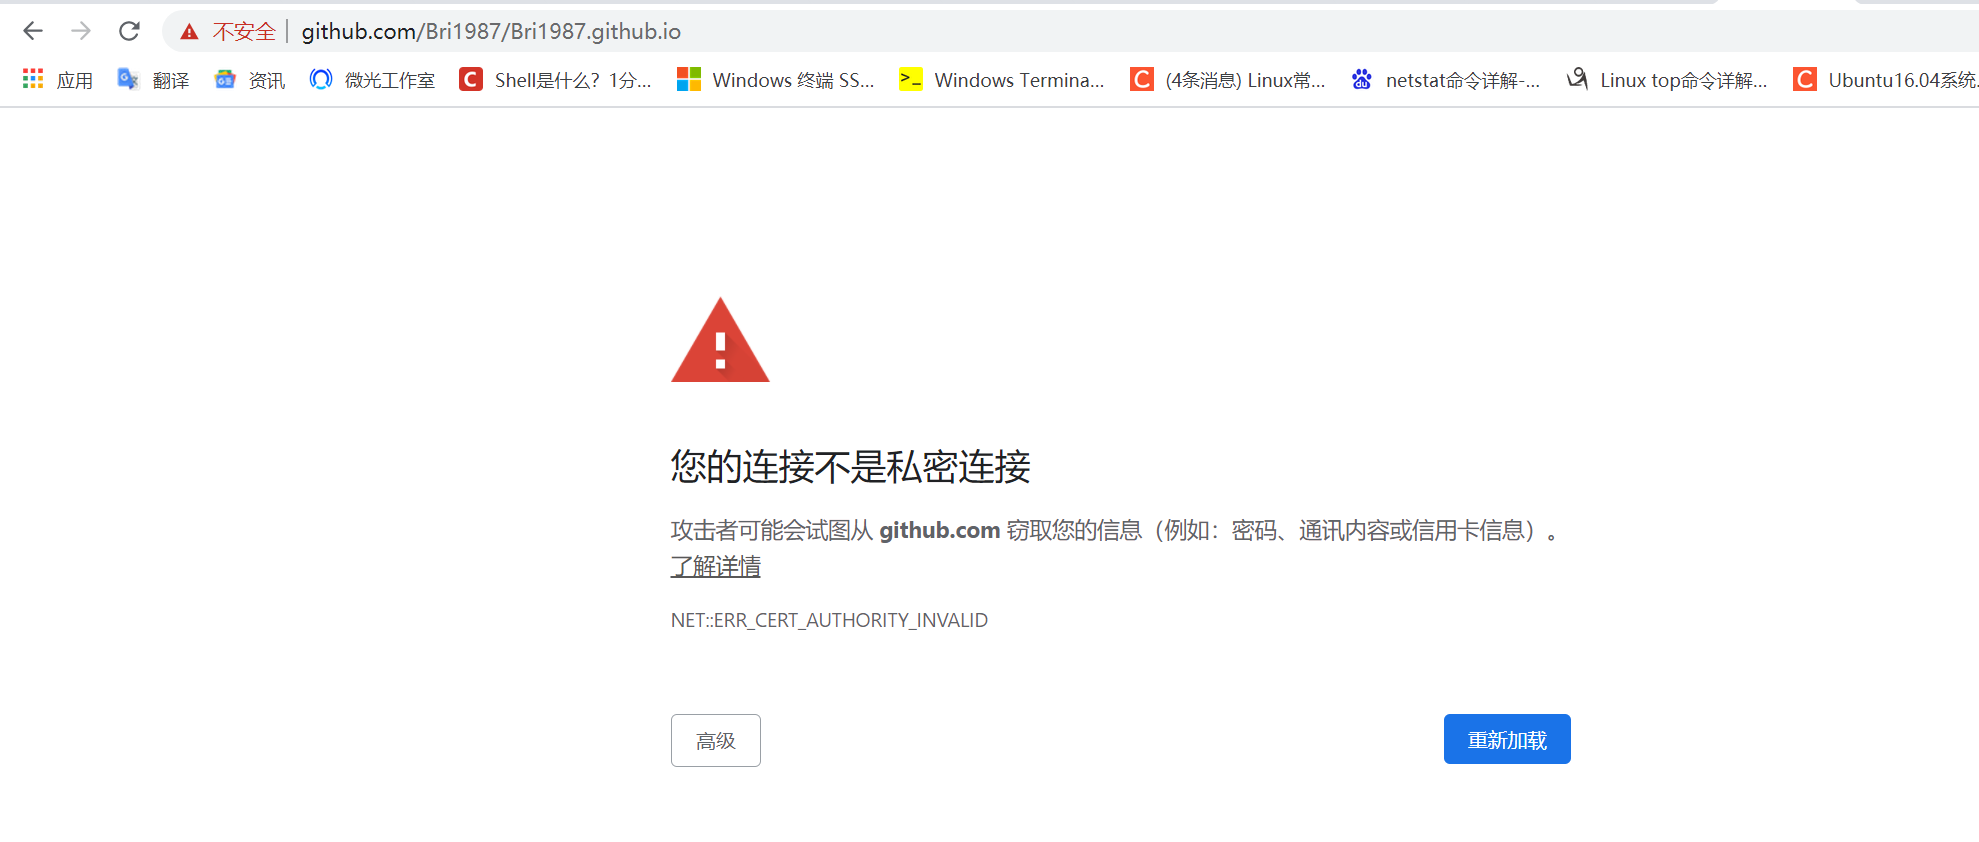 不安全 | github.com/Bri1987/Bri1987.github.io
应用 翻译 资讯 微光工作室 Shell是什么？1分... Windows 终端 SS... Windows Termina... (4条消息) Linux常... netstat命令详解-... Linux top命令详解... Ubuntu16.04系统
您的连接不是私密连接
攻击者可能会试图从 github.com 窃取您的信息（例如：密码、通讯内容或信用卡信息）。
了解详情
NET::ERR_CERT_AUTHORITY_INVALID
高级 重新加载